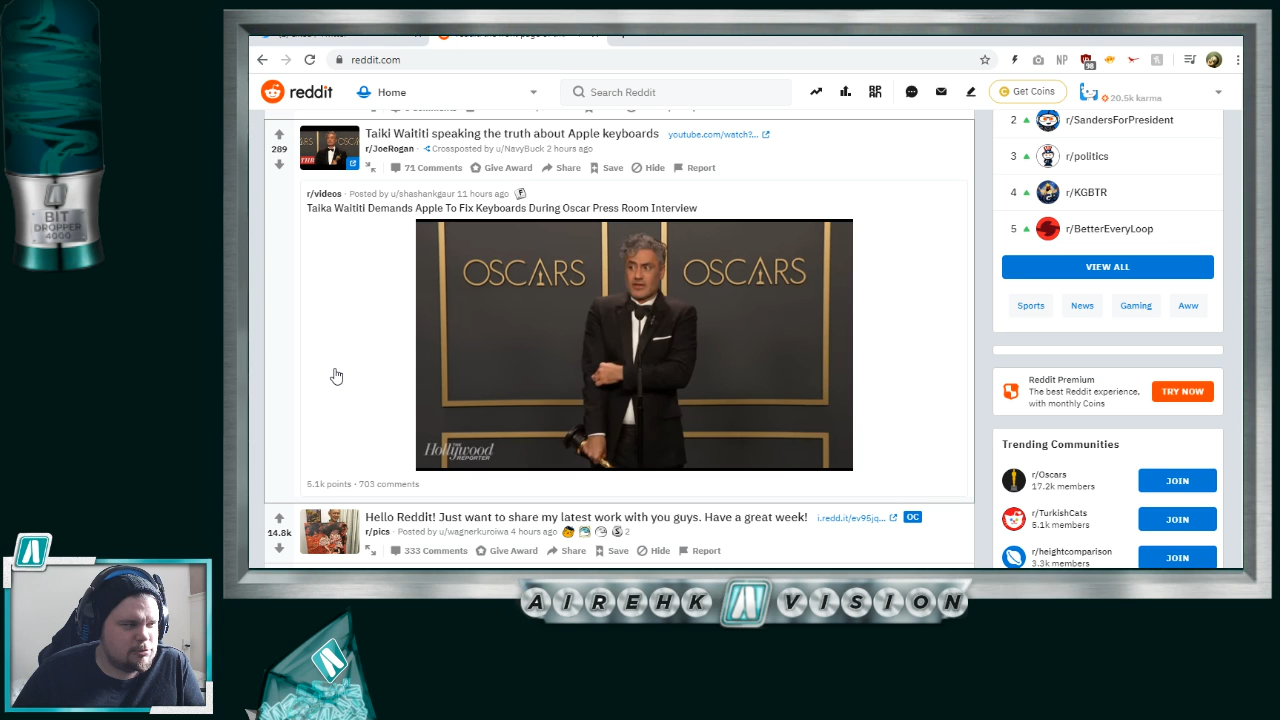 reddit.com
NP
98
reddit
Home
Search Reddit
Get Coins
20.5k karma
289
Taiki Waititi speaking the truth about Apple keyboards youtube.com/watch?...
r/JoeRogan · Crossposted by u/NavyBuck 2 hours ago
71 Comments Give Award Share Save Hide Report
r/videos · Posted by u/shashankgaur 11 hours ago
Taika Waititi Demands Apple To Fix Keyboards During Oscar Press Room Interview
OSCARS OSCARS
The Hollywood
REPORTER
5.1k points · 703 comments
14.8k
Hello Reddit! Just want to share my latest work with you guys. Have a great week! i.redd.it/ev95jq... OC
r/pics · Posted by u/wagnerkuroiwa 4 hours ago 2
333 Comments Give Award Share Save Hide Report
2 r/SandersForPresident
3 r/politics
4 r/KGBTR
5 r/BetterEveryLoop
VIEW ALL
Sports News Gaming Aww
Reddit Premium
The best Reddit experience,
with monthly Coins
TRY NOW
Trending Communities
r/Oscars
17.2k members
JOIN
r/TurkishCats
5.1k members
JOIN
r/heightcomparison
3.3k members
JOIN
BIT
DROPPER
4000
AIREHK VISION